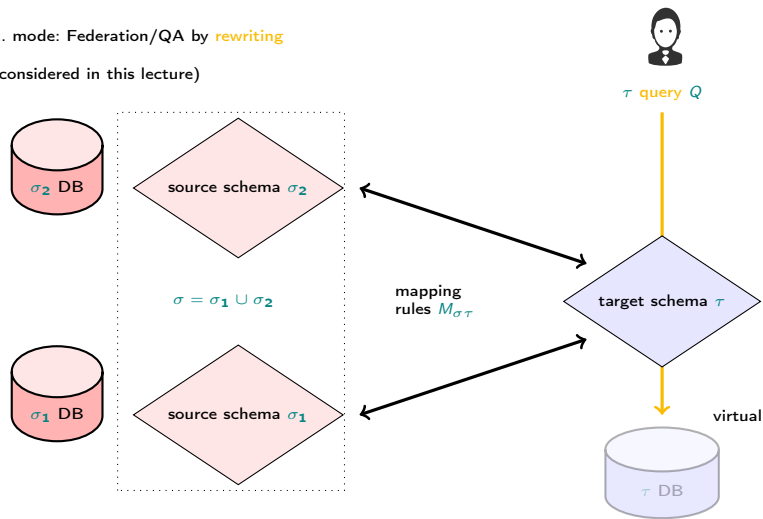 . mode: Federation/QA by rewriting
considered in this lecture)
τ query Q
σ₂ DB
source schema σ₂
σ = σ₁ ∪ σ₂
mapping
rules M_στ
target schema τ
σ₁ DB
source schema σ₁
virtual
τ DB